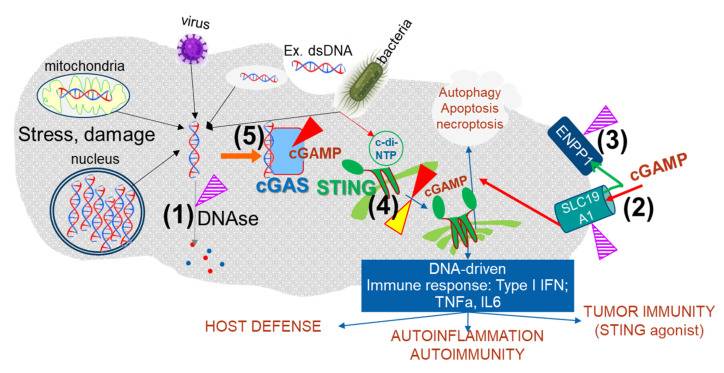 virus
Ex. dsDNA
bacteria
mitochondria
Autophagy
Apoptosis
necroptosis
Stress, damage
(5)
c-di-
NTP
ENPP1
(3)
nucleus
cGAMP
cGAS
STING
cGAMP
cGAMP
(1)
DNAse
(4)
SLC19
A1
(2)
DNA-driven
Immune response: Type I IFN;
TNFa, IL6
HOST DEFENSE
AUTOINFLAMMATION
AUTOIMMUNITY
TUMOR IMMUNITY
(STING agonist)